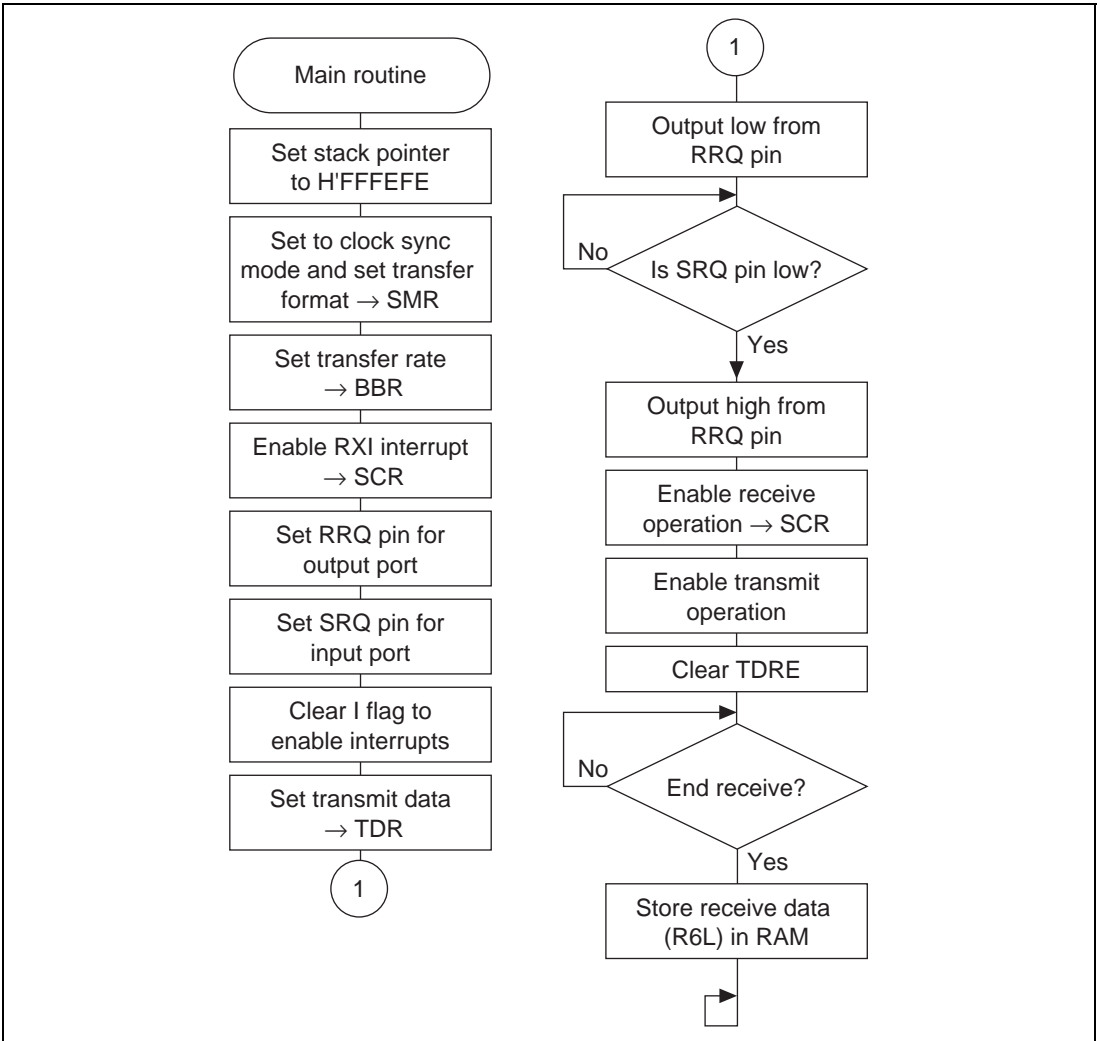 Main routine
Set stack pointer
to H'FFFEFE
Set to clock sync
mode and set transfer
format → SMR
Set transfer rate
→ BBR
Enable RXI interrupt
→ SCR
Set RRQ pin for
output port
Set SRQ pin for
input port
Clear I flag to
enable interrupts
Set transmit data
→ TDR
1
1
Output low from
RRQ pin
No
Is SRQ pin low?
Yes
Output high from
RRQ pin
Enable receive
operation → SCR
Enable transmit
operation
Clear TDRE
No
End receive?
Yes
Store receive data
(R6L) in RAM